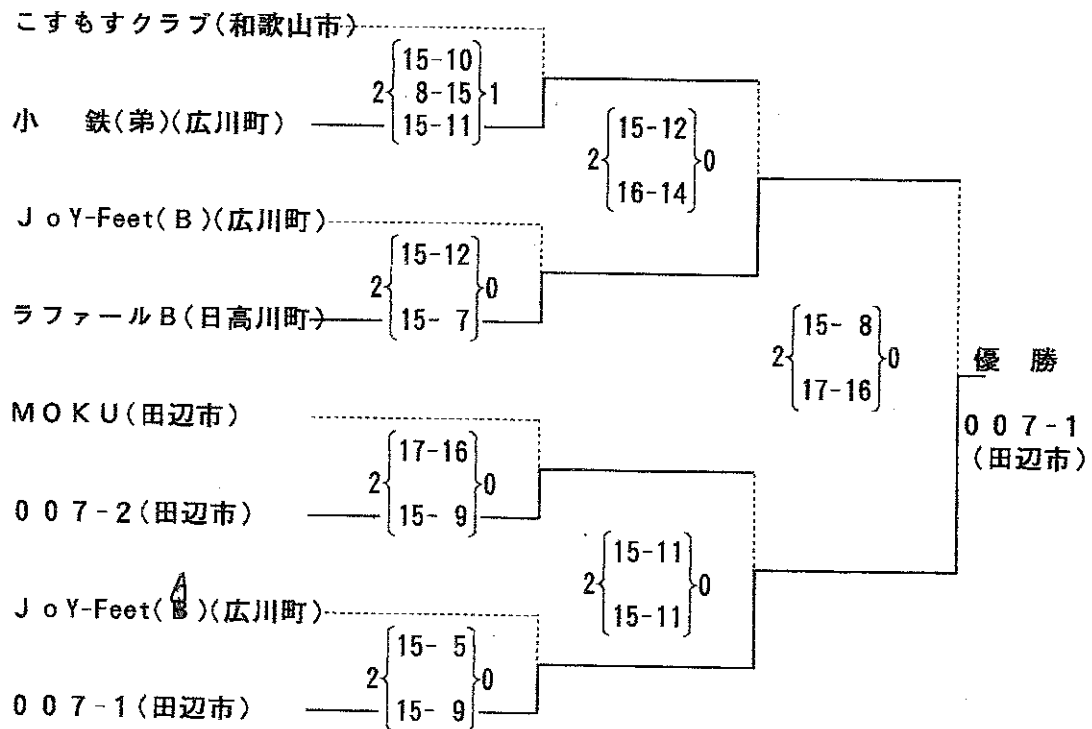 こすもすクラブ(和歌山市)
2 15-10 8-15 15-11 1
小 鉄(弟)(広川町)
2 15-12 16-14 0
JoY-Feet(B)(広川町)
2 15-12 15- 7 0
ラファールB(日高川町)
2 15- 8 17-16 0
優 勝
007-1
(田辺市)
MOKU(田辺市)
2 17-16 15- 9 0
007-2(田辺市)
2 15-11 15-11 0
JoY-Feet(A)(広川町)
2 15- 5 15- 9 0
007-1(田辺市)